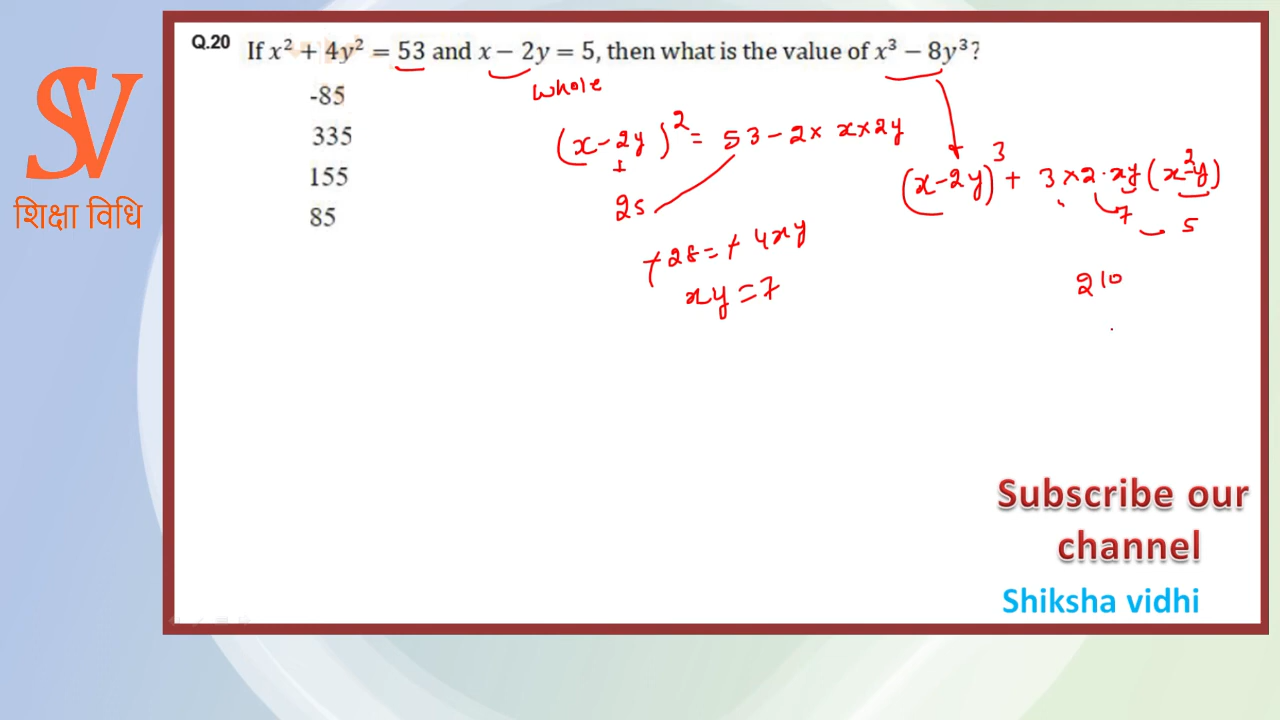 Q.20 If x² + 4y² = 53 and x − 2y = 5, then what is the value of x³ − 8y³?
-85
335
155
85
whole
(x-2y)² = 53 - 2 x x x 2y
+
25
+28 = + 4xy
xy = 7
(x-2y)³ + 3 x 2 · xy (x-2y)
7
5
210
SV
शिक्षा विधि
Subscribe our
channel
Shiksha vidhi